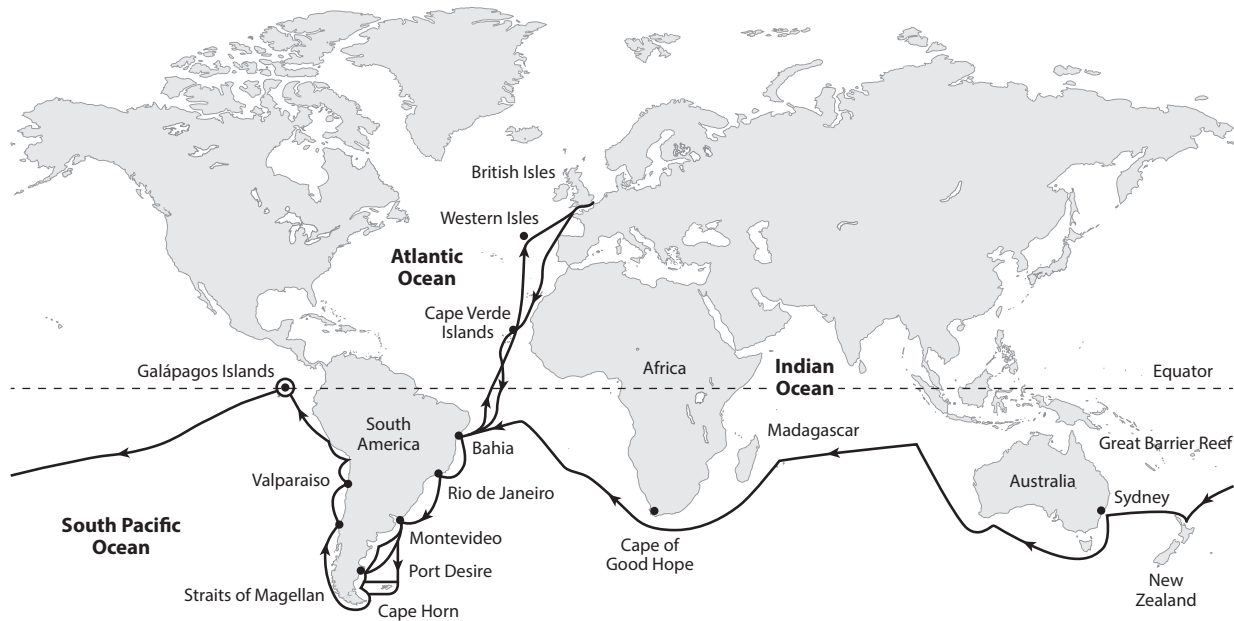 British Isles
Western Isles
Atlantic
Ocean
Cape Verde
Islands
Galápagos Islands
Africa
Indian
Ocean
Equator
South
America
Bahia
Madagascar
Great Barrier Reef
Valparaiso
Rio de Janeiro
Australia
Sydney
South Pacific
Ocean
Montevideo
Cape of
Good Hope
Port Desire
Straits of Magellan
Cape Horn
New
Zealand